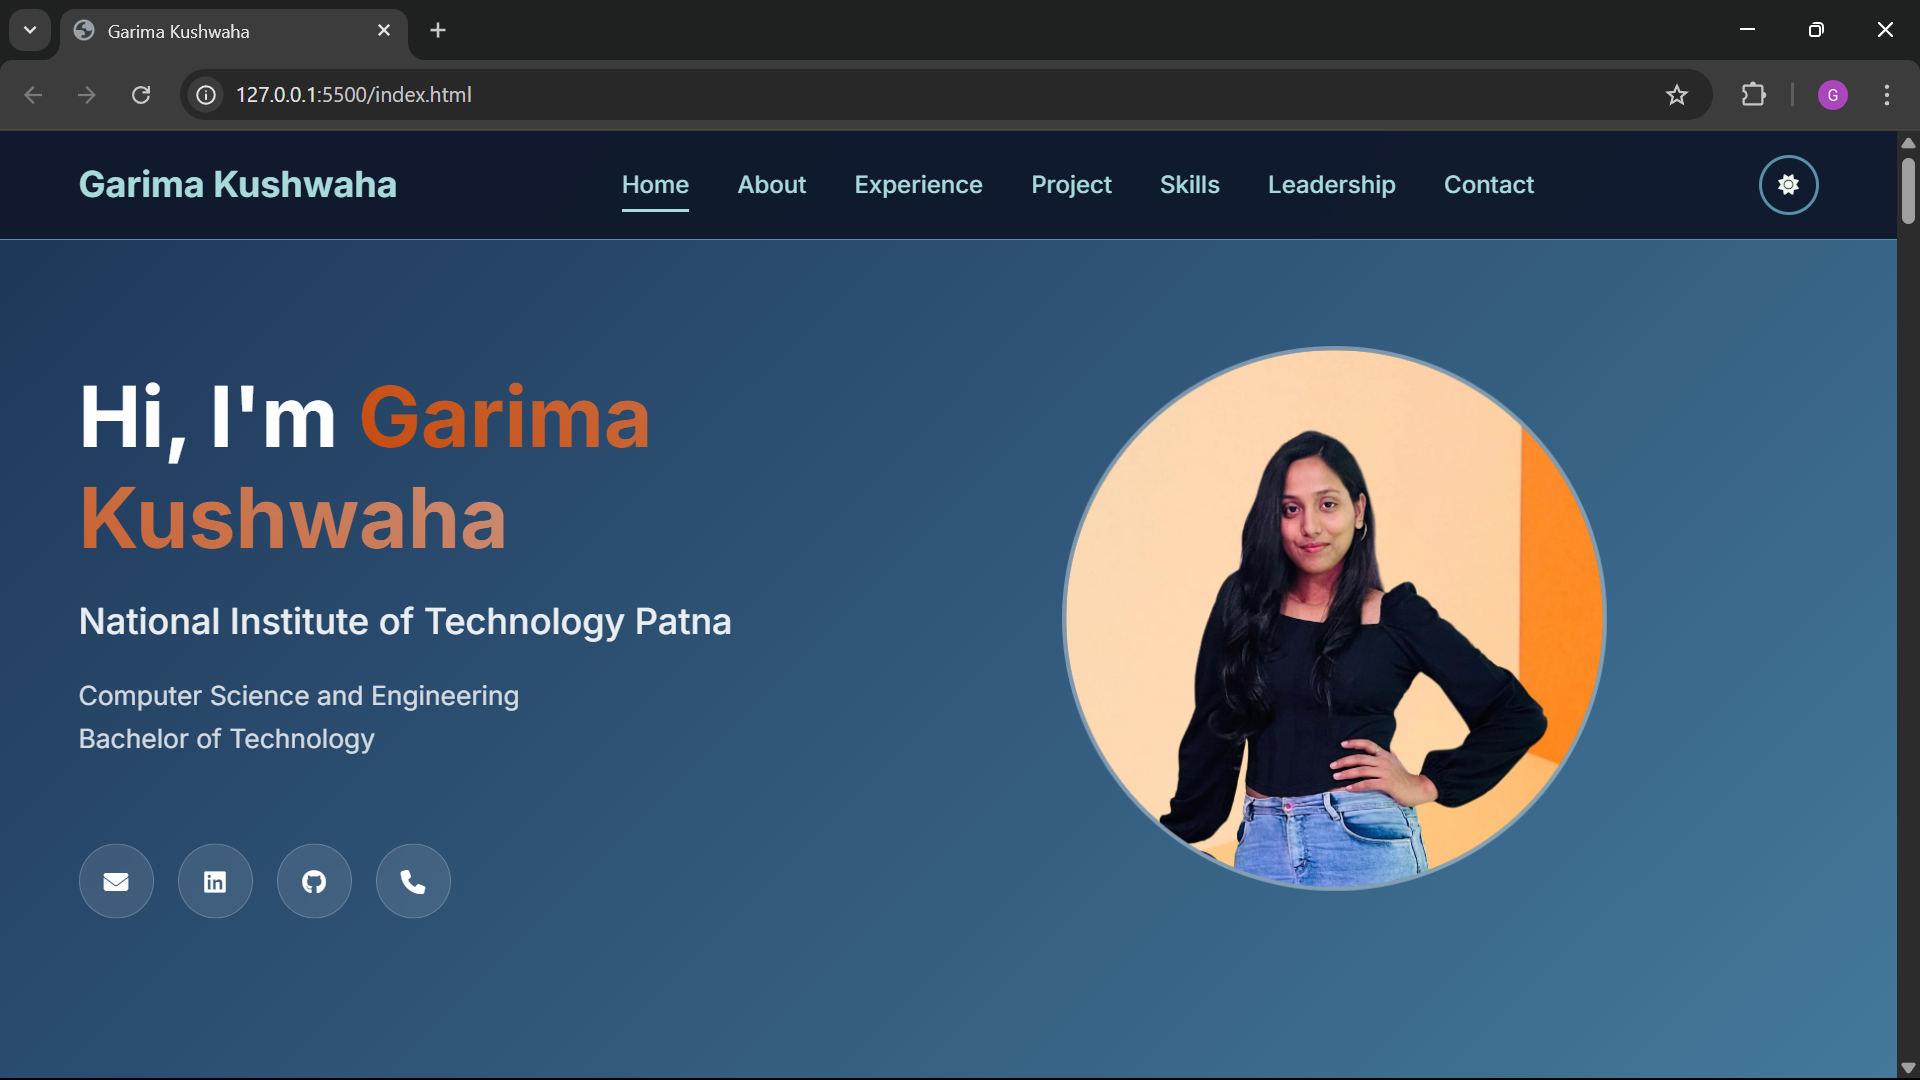 Garima Kushwaha
127.0.0.1:5500/index.html
G
Garima Kushwaha
Home About Experience Project Skills Leadership Contact
Hi, I'm Garima
Kushwaha
National Institute of Technology Patna
Computer Science and Engineering
Bachelor of Technology
in